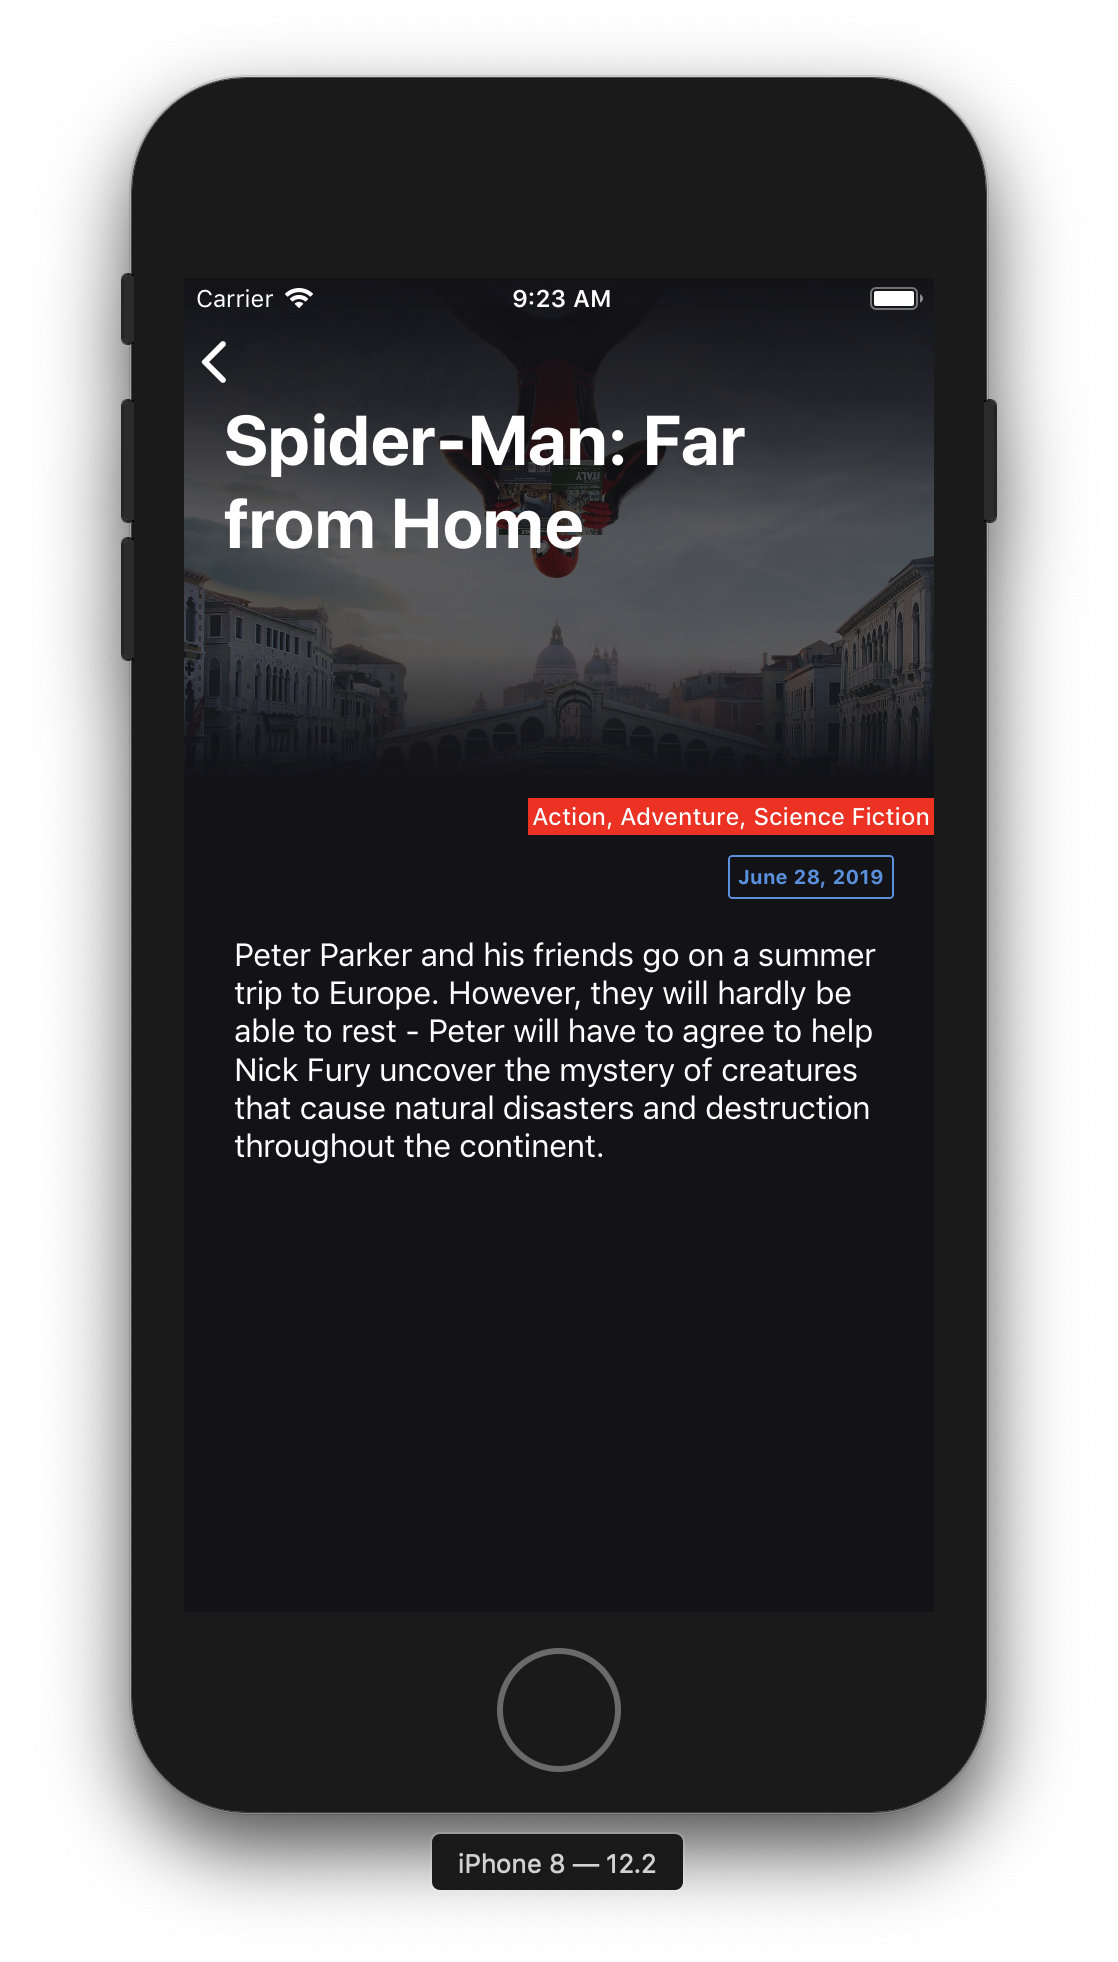 Carrier 9:23 AM
Spider-Man: Far
from Home
ITALY
Action, Adventure, Science Fiction
June 28, 2019
Peter Parker and his friends go on a summer
trip to Europe. However, they will hardly be
able to rest - Peter will have to agree to help
Nick Fury uncover the mystery of creatures
that cause natural disasters and destruction
throughout the continent.
iPhone 8 — 12.2